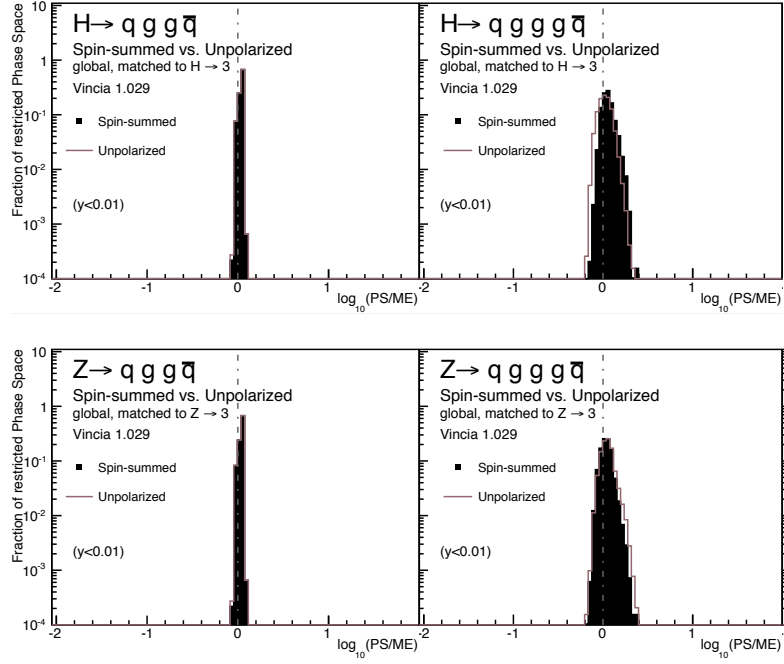 H→ q g g q̅
Spin-summed vs. Unpolarized
global, matched to H → 3
Vincia 1.029
Spin-summed
Unpolarized
(y<0.01)
Fraction of restricted Phase Space
10
1
10⁻¹
10⁻²
10⁻³
10⁻⁴
-2
-1
0
1
log₁₀(PS/ME)
H→ q g g g q̅
Spin-summed vs. Unpolarized
global, matched to H → 3
Vincia 1.029
Spin-summed
Unpolarized
(y<0.01)
-2
-1
0
1
log₁₀(PS/ME)
Z→ q g g q̅
Spin-summed vs. Unpolarized
global, matched to Z → 3
Vincia 1.029
Spin-summed
Unpolarized
(y<0.01)
Fraction of restricted Phase Space
10
1
10⁻¹
10⁻²
10⁻³
10⁻⁴
-2
-1
0
1
log₁₀(PS/ME)
Z→ q g g g q̅
Spin-summed vs. Unpolarized
global, matched to Z → 3
Vincia 1.029
Spin-summed
Unpolarized
(y<0.01)
-2
-1
0
1
log₁₀(PS/ME)